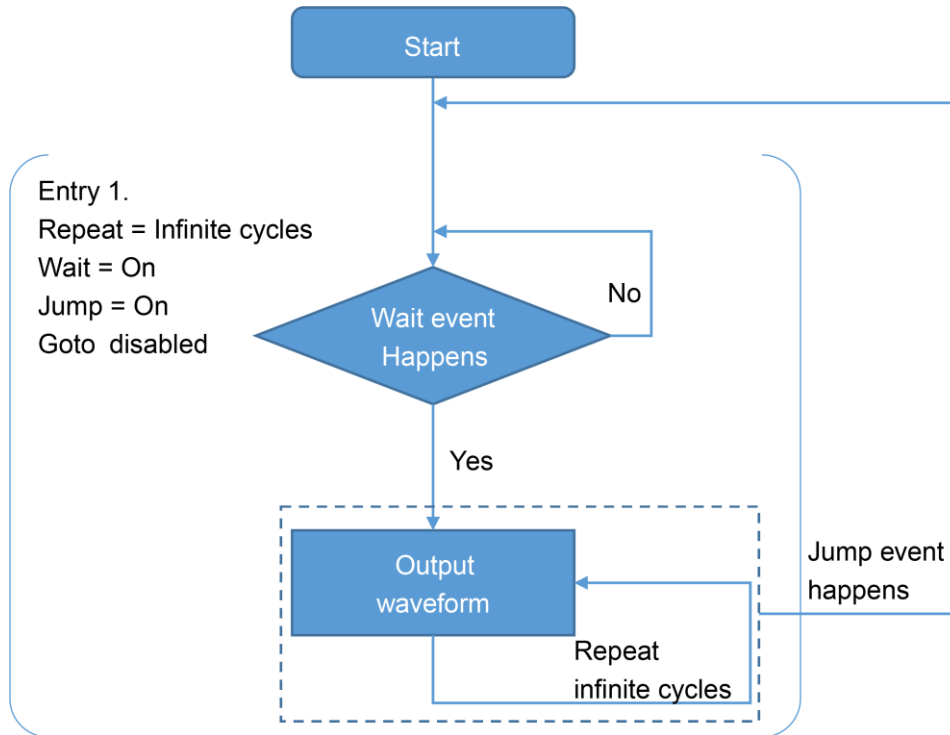 Start
Entry 1.
Repeat = Infinite cycles
Wait = On
Jump = On
Goto disabled
Wait event
Happens
No
Yes
Output
waveform
Repeat
infinite cycles
Jump event
happens